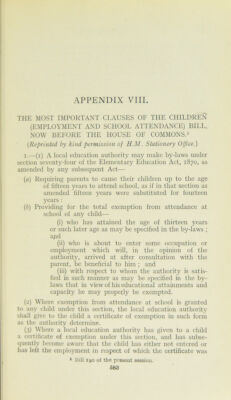 APPENDIX VIII.
THE MOST IMPORTANT CLAUSES OF THE CHILDREN
(EMPLOYMENT AND SCHOOL ATTENDANCE) BILL,
NOW BEFORE THE HOUSE OF COMMONS.¹
(Reprinted by kind permission of H.M. Stationery Office.)
1.—(1) A local education authority may make by-laws under
section seventy-four of the Elementary Education Act, 1870, as
amended by any subsequent Act—
(a) Requiring parents to cause their children up to the age
of fifteen years to attend school, as if in that section as
amended fifteen years were substituted for fourteen
years :
(b) Providing for the total exemption from attendance at
school of any child—
(i) who has attained the age of thirteen years
or such later age as may be specified in the by-laws ;
and
(ii) who is about to enter some occupation or
employment which will, in the opinion of the
authority, arrived at after consultation with the
parent, be beneficial to him ; and
(iii) with respect to whom the authority is satis-
fied in such manner as may be specified in the by-
laws that in view of his educational attainments and
capacity he may properly be exempted.
(2) Where exemption from attendance at school is granted
to any child under this section, the local education authority
shall give to the child a certificate of exemption in such form
as the authority determine.
(3) Where a local education authority has given to a child
a certificate of exemption under this section, and has subse-
quently become aware that the child has either not entered or
has left the employment in respect of which the certificate was
¹ Bill 190 of the present session.
563